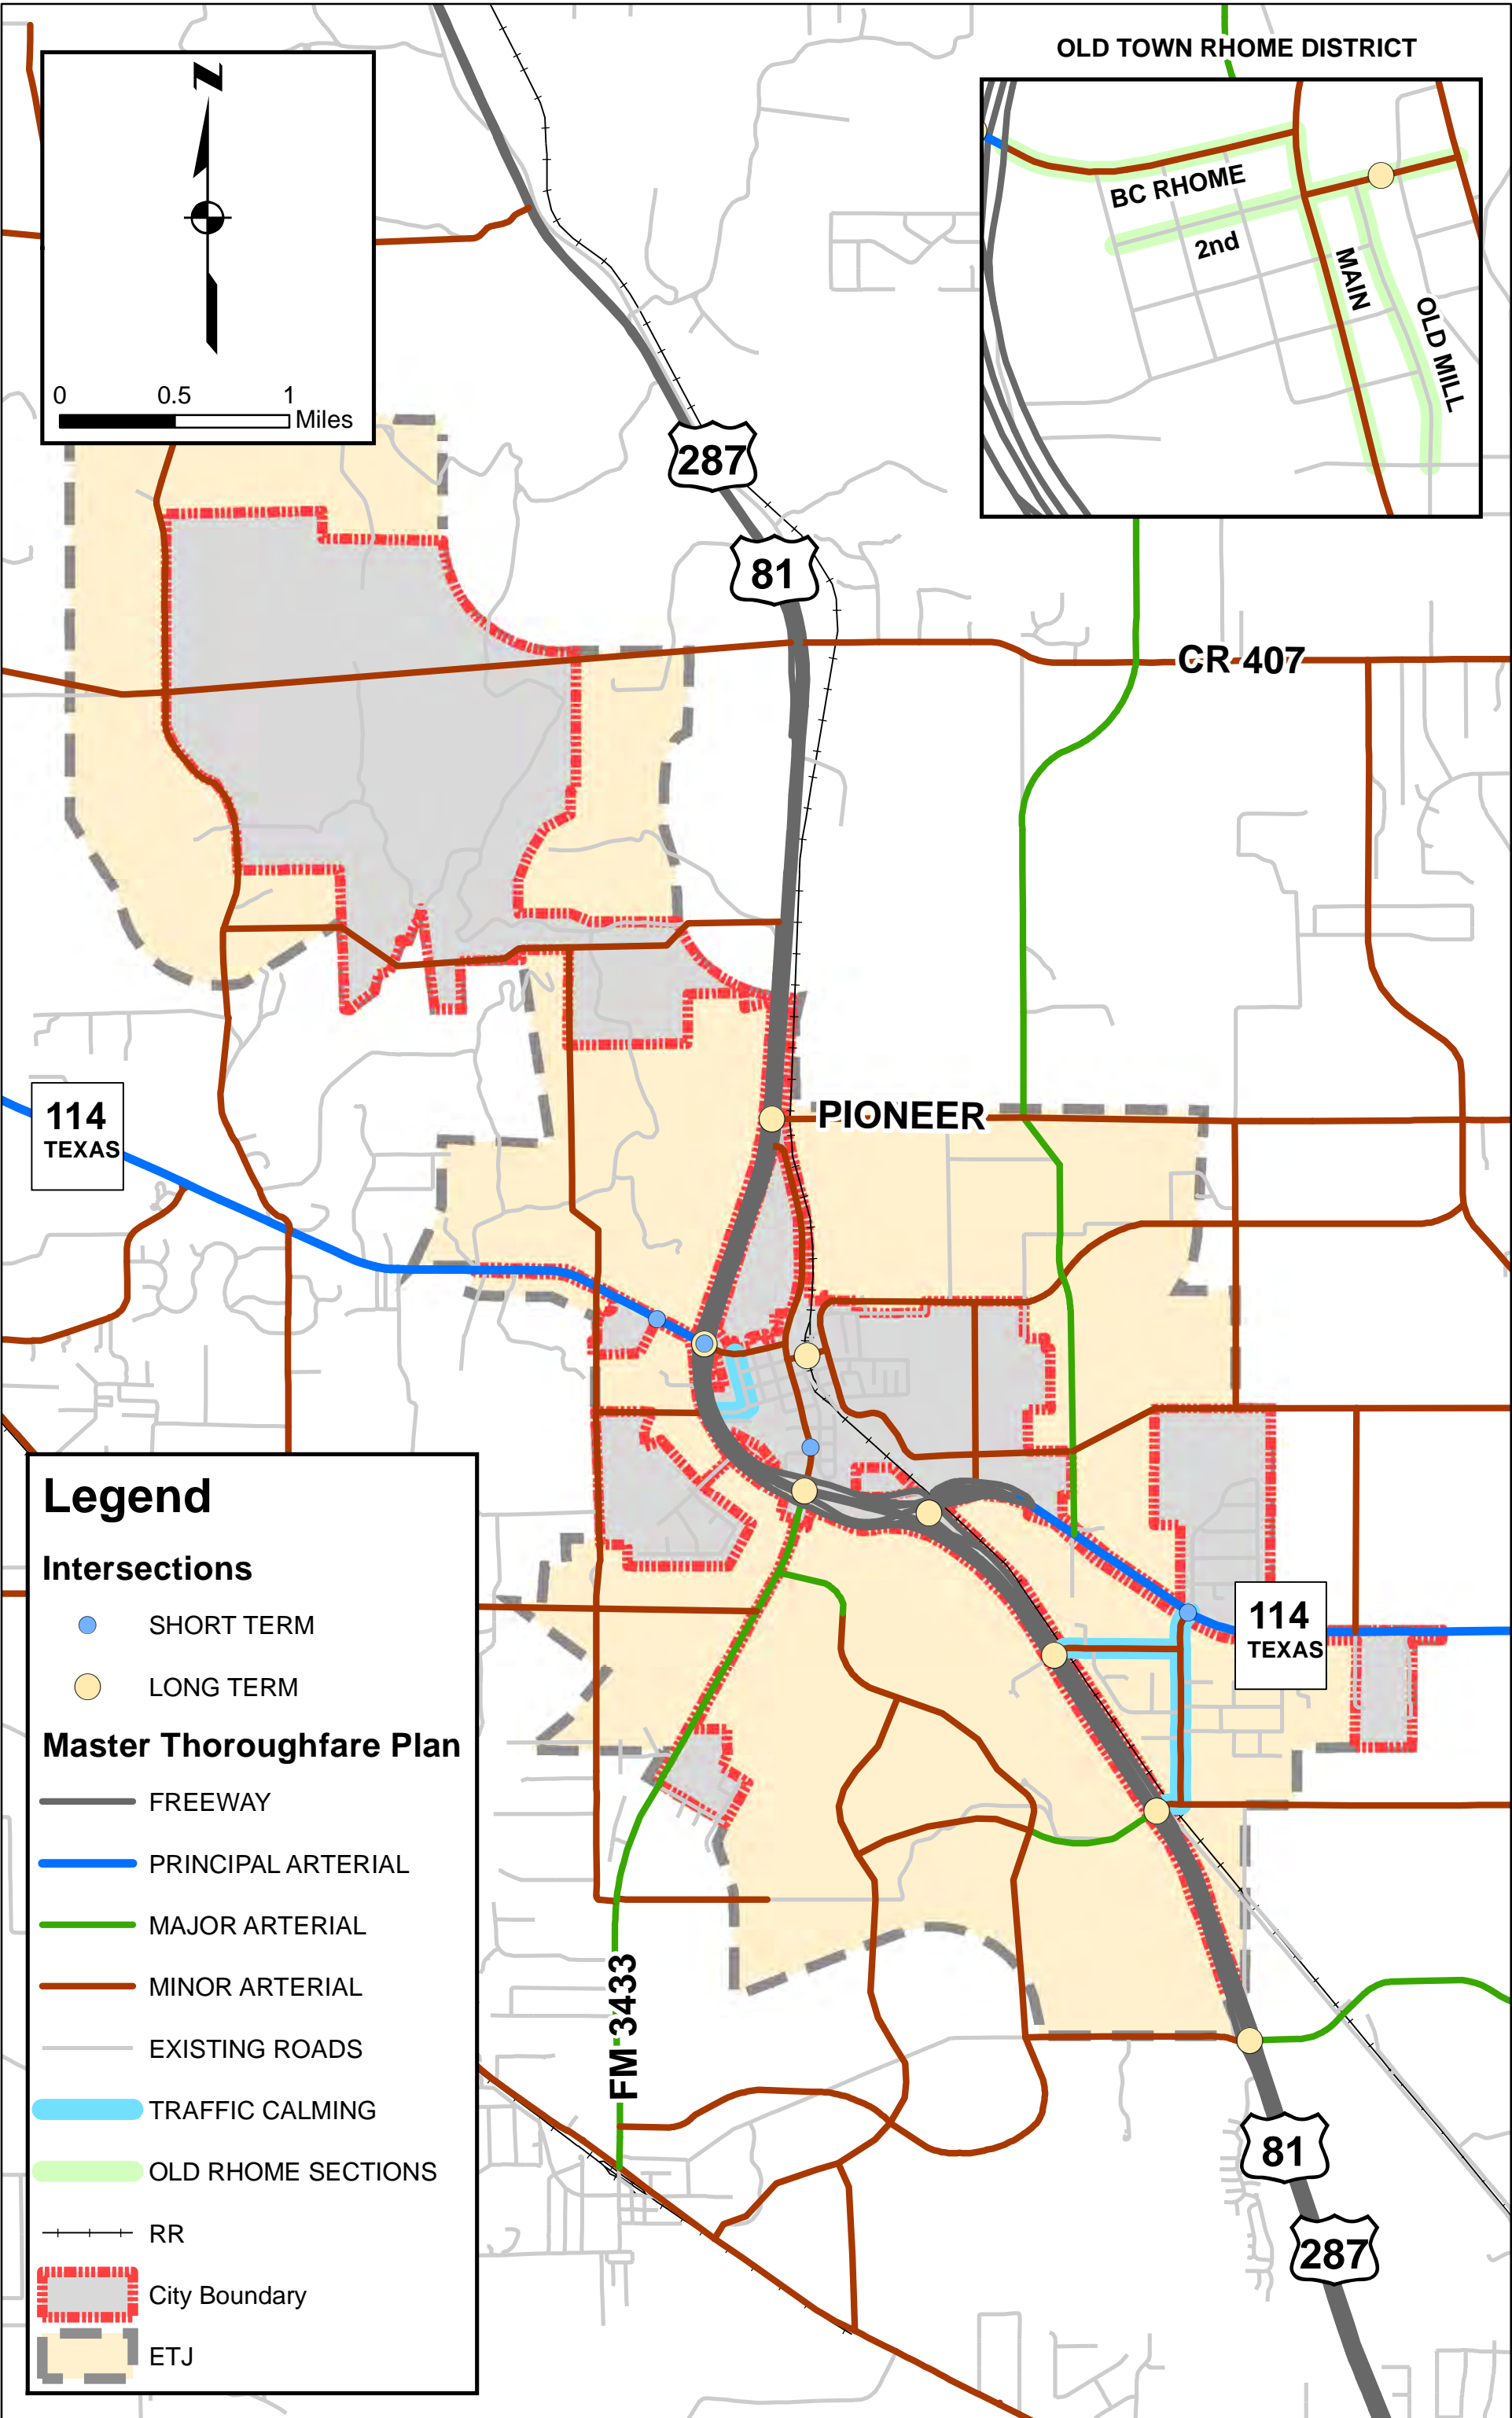 OLD TOWN RHOME DISTRICT
N
BC RHOME
2nd
MAIN
OLD MILL
0 0.5 1
Miles
287
81
CR 407
114
TEXAS
PIONEER
114
TEXAS
FM 3433
81
287
Legend
Intersections
SHORT TERM
LONG TERM
Master Thoroughfare Plan
FREEWAY
PRINCIPAL ARTERIAL
MAJOR ARTERIAL
MINOR ARTERIAL
EXISTING ROADS
TRAFFIC CALMING
OLD RHOME SECTIONS
RR
City Boundary
ETJ